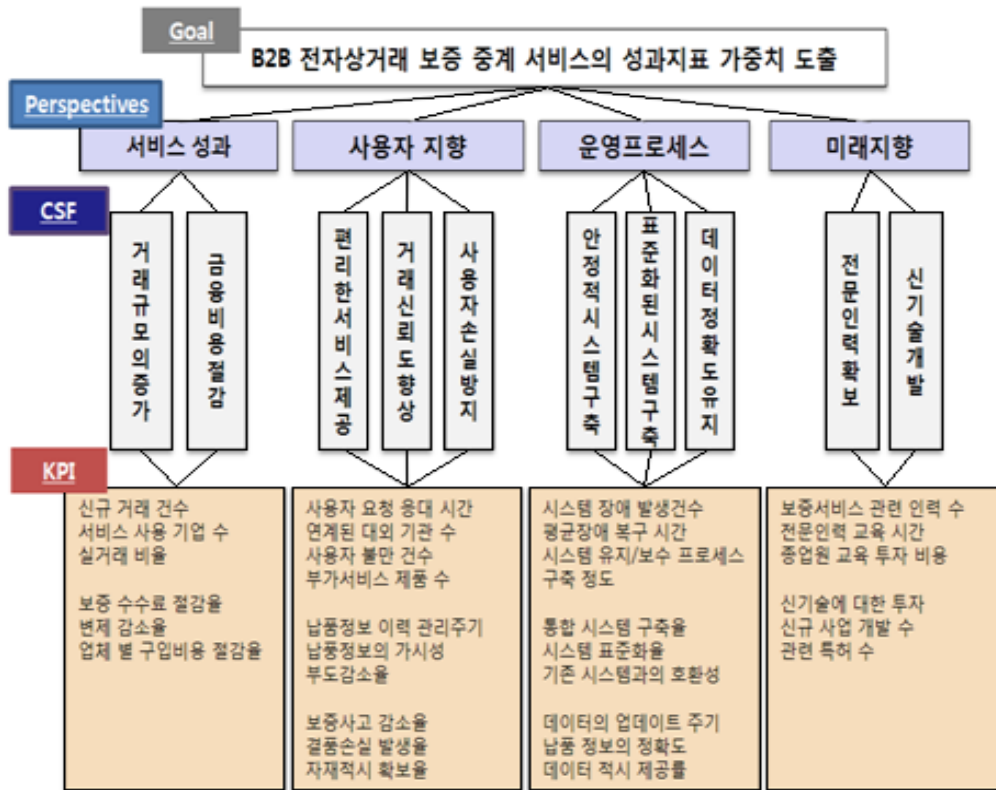 Goal
B2B 전자상거래 보증 중계 서비스의 성과지표 가중치 도출
Perspectives
서비스 성과
사용자 지향
운영프로세스
미래지향
CSF
거래규모의증가
금융비용절감
편리한서비스제공
거래신뢰도향상
사용자손실방지
안정적시스템구축
표준화된시스템구축
데이터정확도유지
전문인력확보
신기술개발
KPI
신규 거래 건수
서비스 사용 기업 수
실거래 비율
보증 수수료 절감율
변제 감소율
업체 별 구입비용 절감율
사용자 요청 응대 시간
연계된 대외 기관 수
사용자 불만 건수
부가서비스 제품 수
납품정보 이력 관리주기
납품정보의 가시성
부도감소율
보증사고 감소율
결품손실 발생율
자재적시 확보율
시스템 장애 발생건수
평균장애 복구 시간
시스템 유지/보수 프로세스
구축 정도
통합 시스템 구축율
시스템 표준화율
기존 시스템과의 호환성
데이터의 업데이트 주기
납품 정보의 정확도
데이터 적시 제공률
보증서비스 관련 인력 수
전문인력 교육 시간
종업원 교육 투자 비용
신기술에 대한 투자
신규 사업 개발 수
관련 특허 수